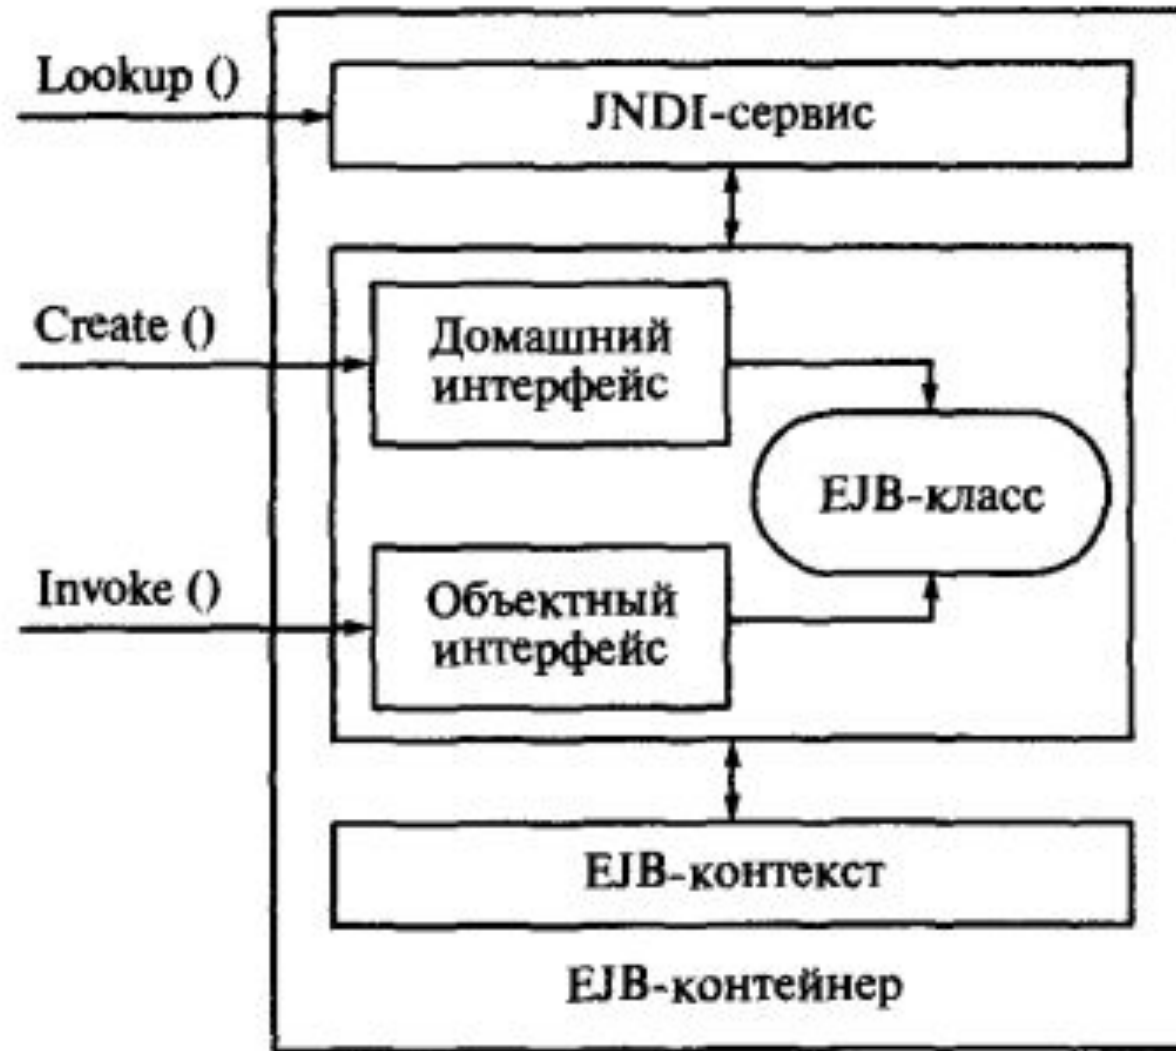 Lookup ()
JNDI-сервис
Create ()
Домашний
интерфейс
EJB-класс
Invoke ()
Объектный
интерфейс
EJB-контекст
EJB-контейнер